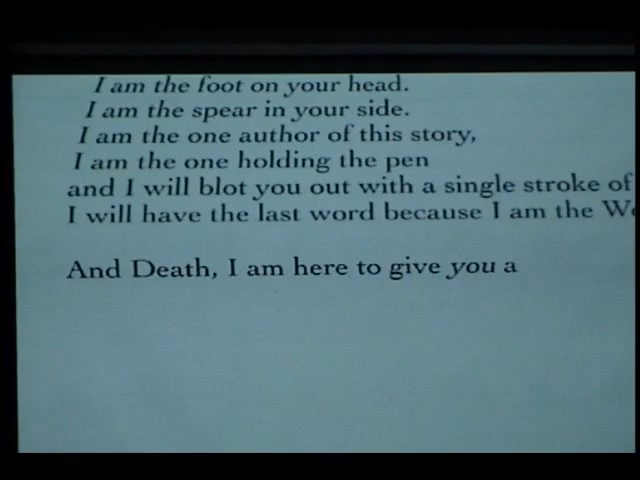 I am the foot on your head.
I am the spear in your side.
I am the one author of this story,
I am the one holding the pen
and I will blot you out with a single stroke of
I will have the last word because I am the
And Death, I am here to give you a